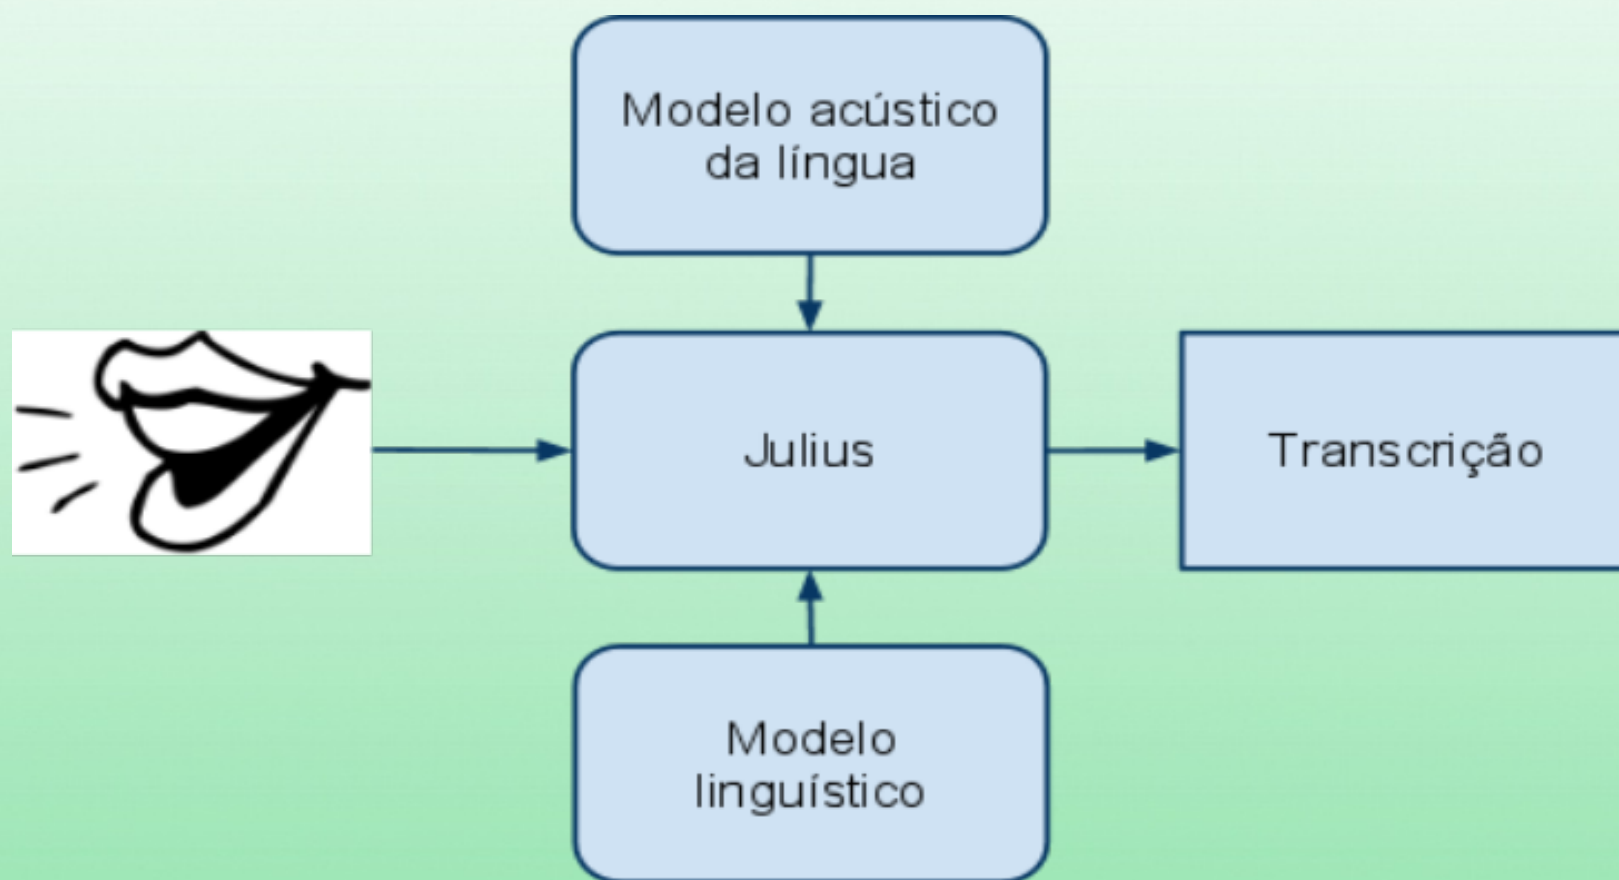 Modelo acústico
da língua
Julius
Transcrição
Modelo
linguístico